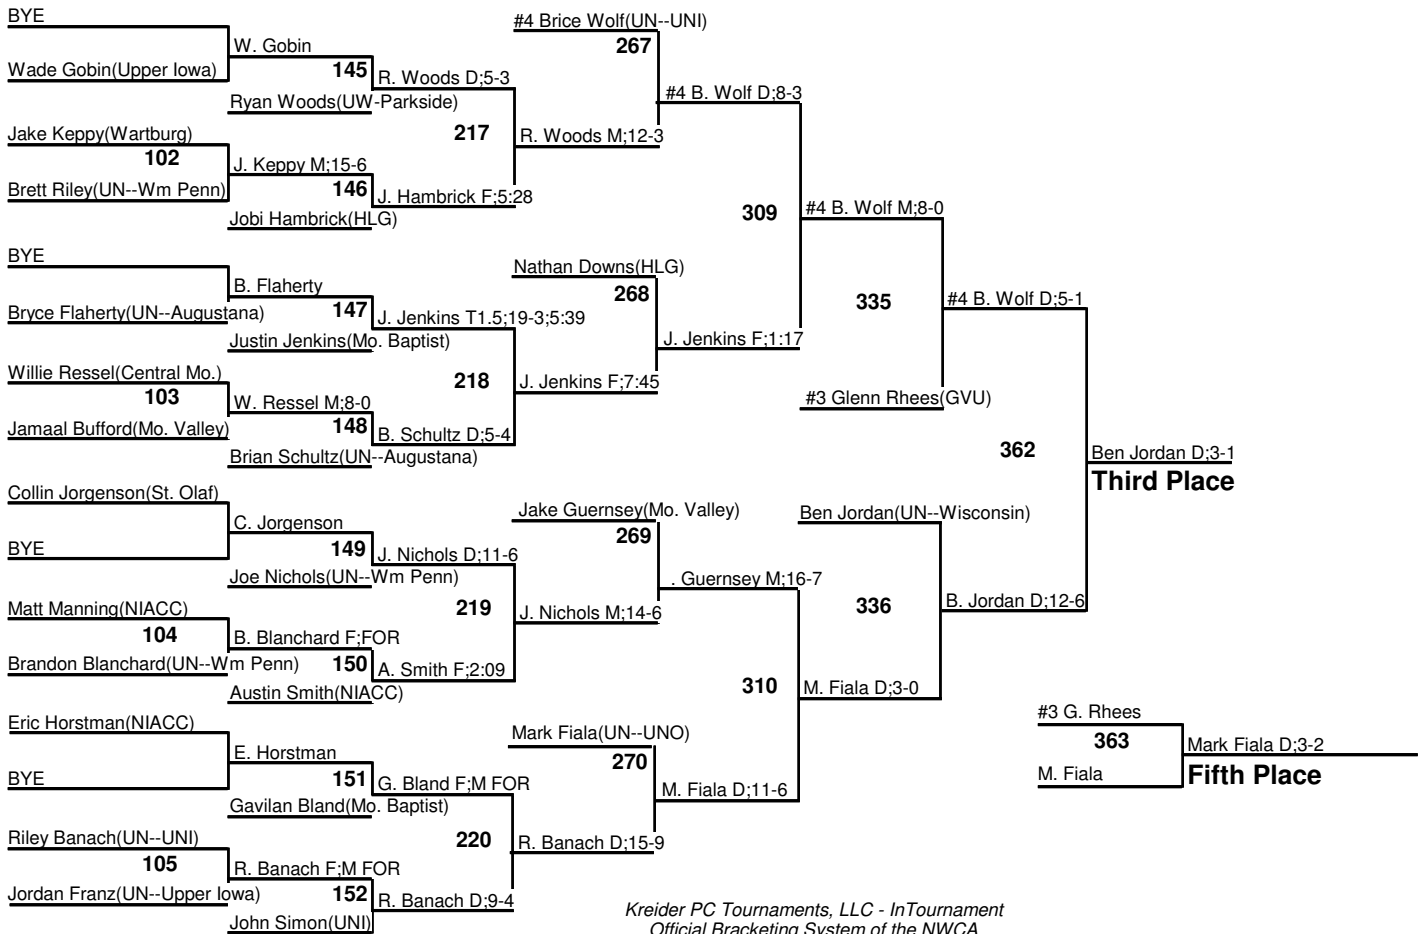 BYE
#4 Brice Wolf(UN--UNI)
W. Gobin
267
Wade Gobin(Upper Iowa)
145
R. Woods D;5-3
#4 B. Wolf D;8-3
Ryan Woods(UW-Parkside)
Jake Keppy(Wartburg)
217
R. Woods M;12-3
102
J. Keppy M;15-6
Brett Riley(UN--Wm Penn)
146
J. Hambrick F;5:28
309
#4 B. Wolf M;8-0
Jobi Hambrick(HLG)
BYE
Nathan Downs(HLG)
B. Flaherty
268
335
#4 B. Wolf D;5-1
Bryce Flaherty(UN--Augustana)
147
J. Jenkins T1.5;19-3;5:39
Justin Jenkins(Mo. Baptist)
J. Jenkins F;1:17
Willie Ressel(Central Mo.)
218
J. Jenkins F;7:45
103
W. Ressel M;8-0
#3 Glenn Rhees(GVU)
Jamaal Bufford(Mo. Valley)
148
B. Schultz D;5-4
362
Ben Jordan D;3-1
Brian Schultz(UN--Augustana)
Third Place
Collin Jorgenson(St. Olaf)
Jake Guernsey(Mo. Valley)
Ben Jordan(UN--Wisconsin)
C. Jorgenson
269
BYE
149
J. Nichols D;11-6
Joe Nichols(UN--Wm Penn)
. Guernsey M;16-7
Matt Manning(NIACC)
219
J. Nichols M;14-6
336
B. Jordan D;12-6
104
B. Blanchard F;FOR
Brandon Blanchard(UN--Wm Penn)
150
A. Smith F;2:09
310
M. Fiala D;3-0
Austin Smith(NIACC)
Eric Horstman(NIACC)
Mark Fiala(UN--UNO)
#3 G. Rhees
E. Horstman
270
363
Mark Fiala D;3-2
BYE
151
G. Bland F;M FOR
M. Fiala D;11-6
M. Fiala
Fifth Place
Gavilan Bland(Mo. Baptist)
Riley Banach(UN--UNI)
220
R. Banach D;15-9
105
R. Banach F;M FOR
Jordan Franz(UN--Upper Iowa)
152
R. Banach D;9-4
John Simon(UNI)
Kreider PC Tournaments, LLC - InTournament
Official Bracketing System of the NWCA